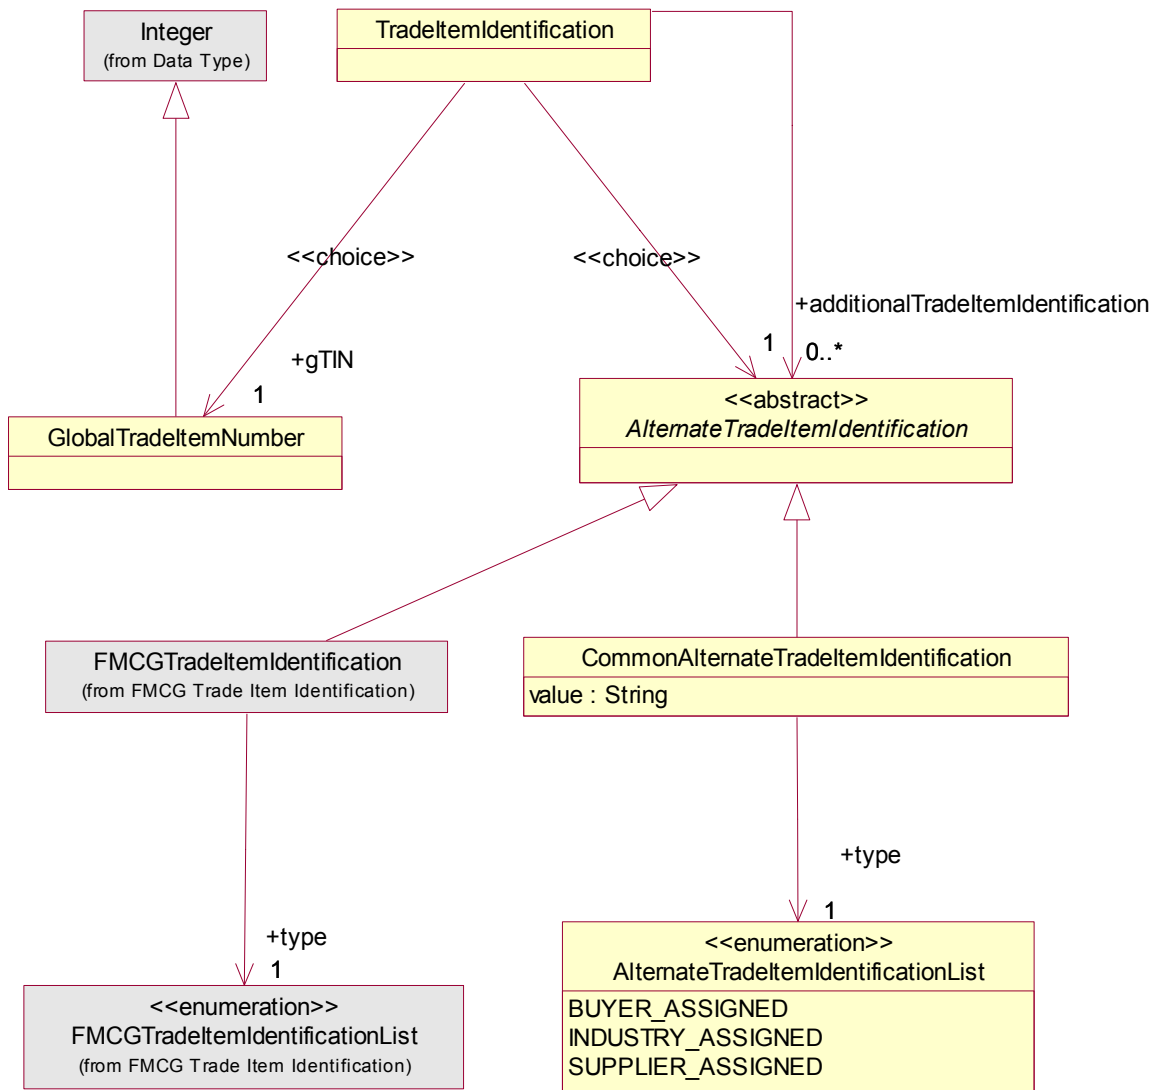 Integer
(from Data Type)
TradeItemIdentification
<<choice>>
<<choice>>
+additionalTradeItemIdentification
+gTIN
1
1
0..*
GlobalTradeItemNumber
<<abstract>>
AlternateTradeItemIdentification
FMCGTradeItemIdentification
(from FMCG Trade Item Identification)
CommonAlternateTradeItemIdentification
value : String
+type
1
+type
1
<<enumeration>>
AlternateTradeItemIdentificationList
BUYER_ASSIGNED
INDUSTRY_ASSIGNED
SUPPLIER_ASSIGNED
<<enumeration>>
FMCGTradeItemIdentificationList
(from FMCG Trade Item Identification)